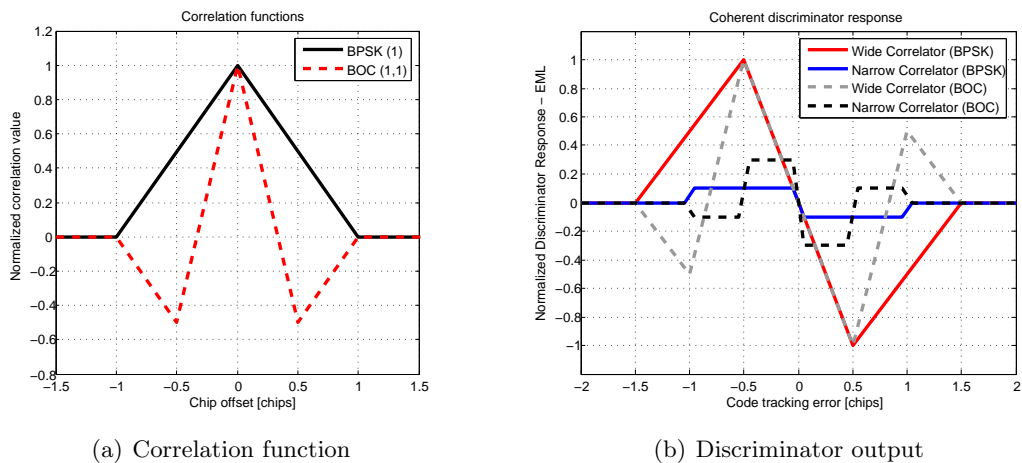 Correlation functions
Normalized correlation value
1.2
1
0.8
0.6
0.4
0.2
0
−0.2
−0.4
−0.6
−0.8
−1.5
−1
−0.5
0
0.5
1
1.5
Chip offset [chips]
BPSK (1)
BOC (1,1)
(a) Correlation function
Coherent discriminator response
Normalized Discriminator Response − EML
1
0.8
0.6
0.4
0.2
0
−0.2
−0.4
−0.6
−0.8
−1
−2
−1.5
−1
−0.5
0
0.5
1
1.5
2
Code tracking error [chips]
Wide Correlator (BPSK)
Narrow Correlator (BPSK)
Wide Correlator (BOC)
Narrow Correlator (BOC)
(b) Discriminator output